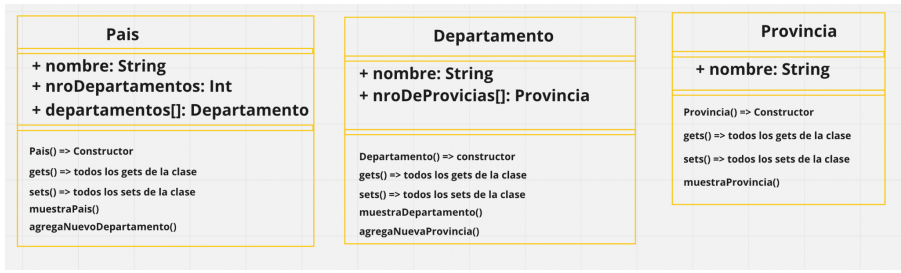 Pais
+ nombre: String
+ nroDepartamentos: Int
+ departamentos[]: Departamento
Pais() => Constructor
gets() => todos los gets de la clase
sets() => todos los sets de la clase
muestraPais()
agregaNuevoDepartamento()
Departamento
+ nombre: String
+ nroDeProvicias[]: Provincia
Departamento() => constructor
gets() => todos los gets de la clase
sets() => todos los sets de la clase
muestraDepartamento()
agregaNuevaProvincia()
Provincia
+ nombre: String
Provincia() => Constructor
gets() => todos los gets de la clase
sets() => todos los sets de la clase
muestraProvincia()